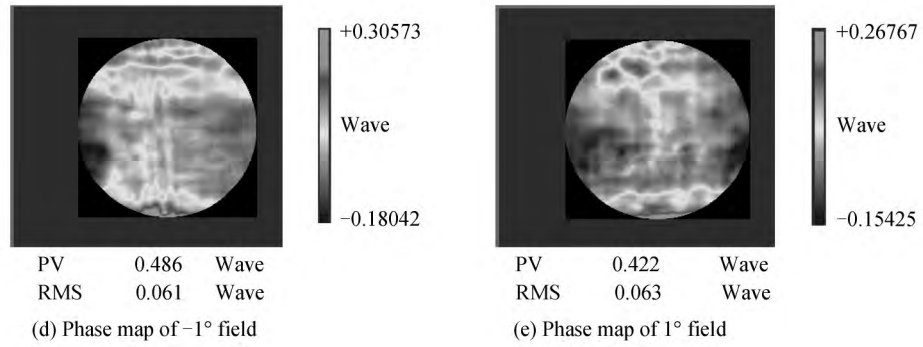 +0.30573
Wave
−0.18042
PV 0.486 Wave
RMS 0.061 Wave
(d) Phase map of −1° field
+0.26767
Wave
−0.15425
PV 0.422 Wave
RMS 0.063 Wave
(e) Phase map of 1° field